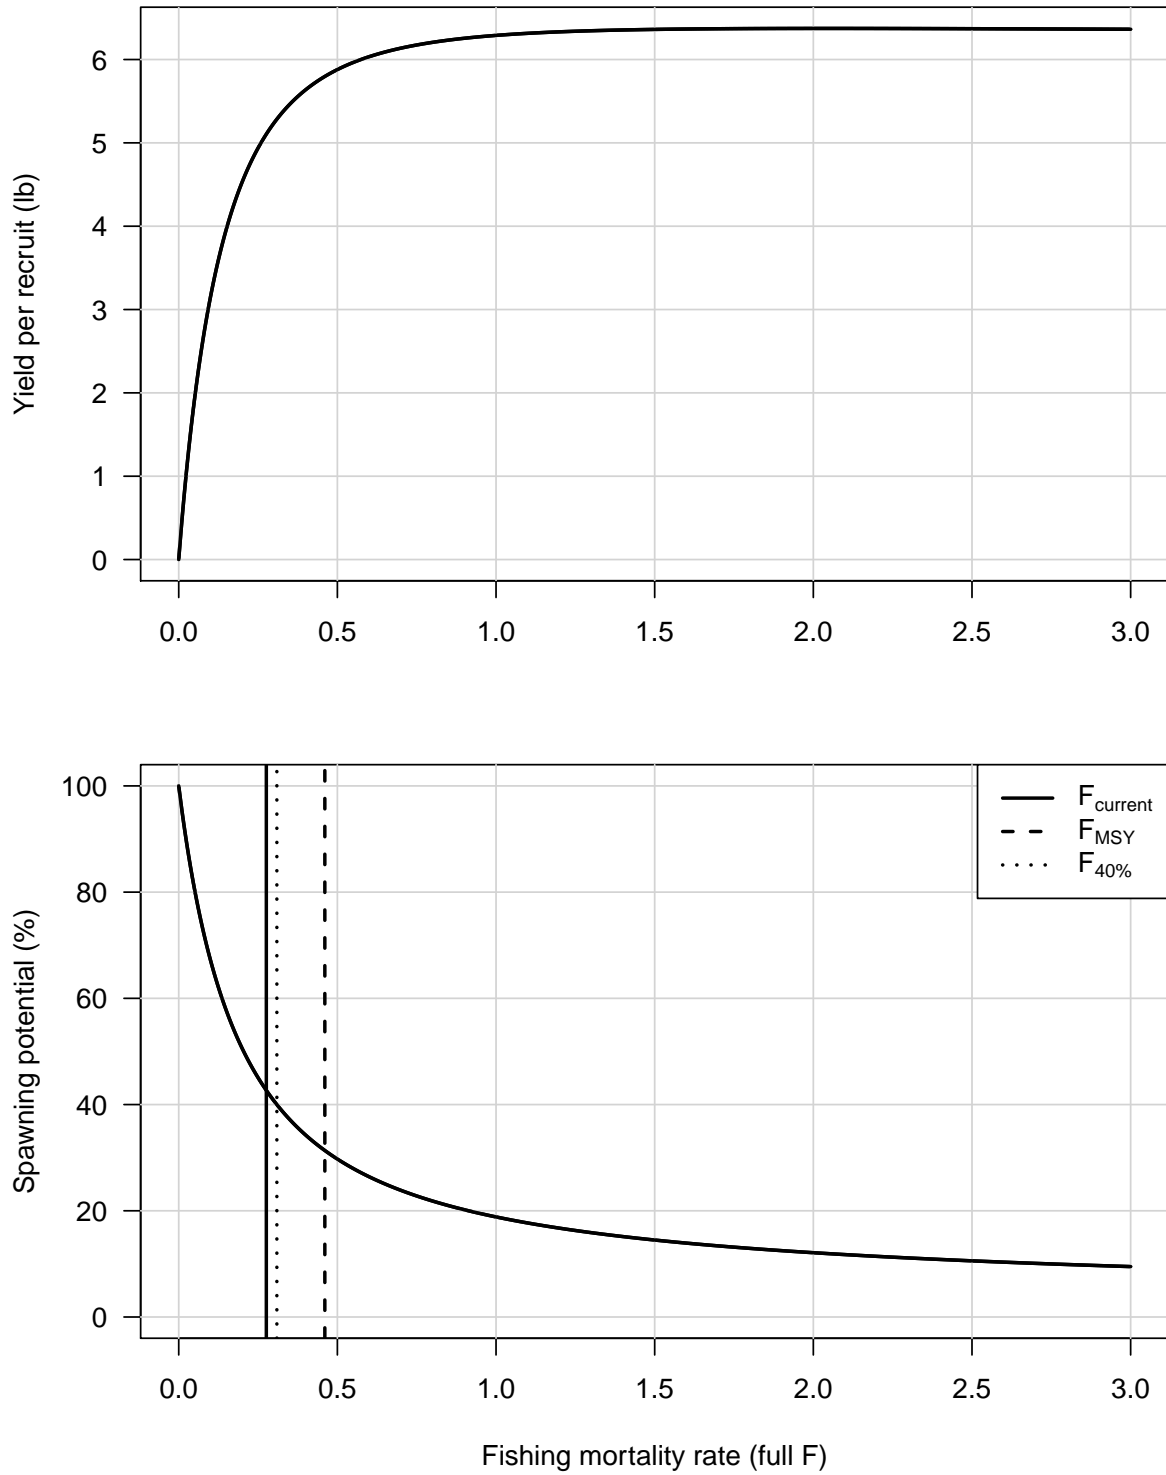 Yield per recruit (lb)
6
5
4
3
2
1
0
0.0 0.5 1.0 1.5 2.0 2.5 3.0
Spawning potential (%)
100
80
60
40
20
0
F_current
F_MSY
F_40%
0.0 0.5 1.0 1.5 2.0 2.5 3.0
Fishing mortality rate (full F)